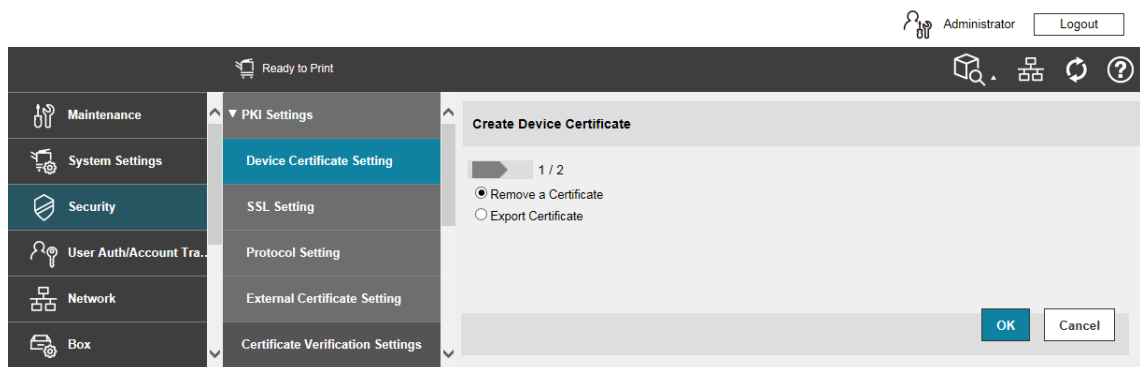 Administrator
Logout
Ready to Print
Maintenance
System Settings
Security
User Auth/Account Tra..
Network
Box
▼ PKI Settings
Device Certificate Setting
SSL Setting
Protocol Setting
External Certificate Setting
Certificate Verification Settings
Create Device Certificate
1 / 2
Remove a Certificate
Export Certificate
OK
Cancel